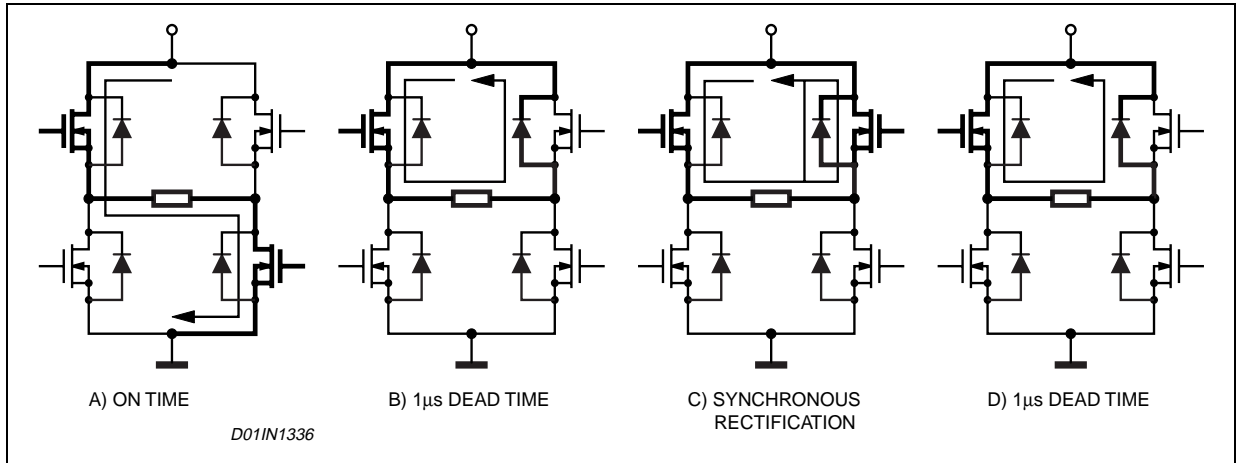 A) ON TIME
B) 1μs DEAD TIME
C) SYNCHRONOUS
RECTIFICATION
D) 1μs DEAD TIME
D01IN1336